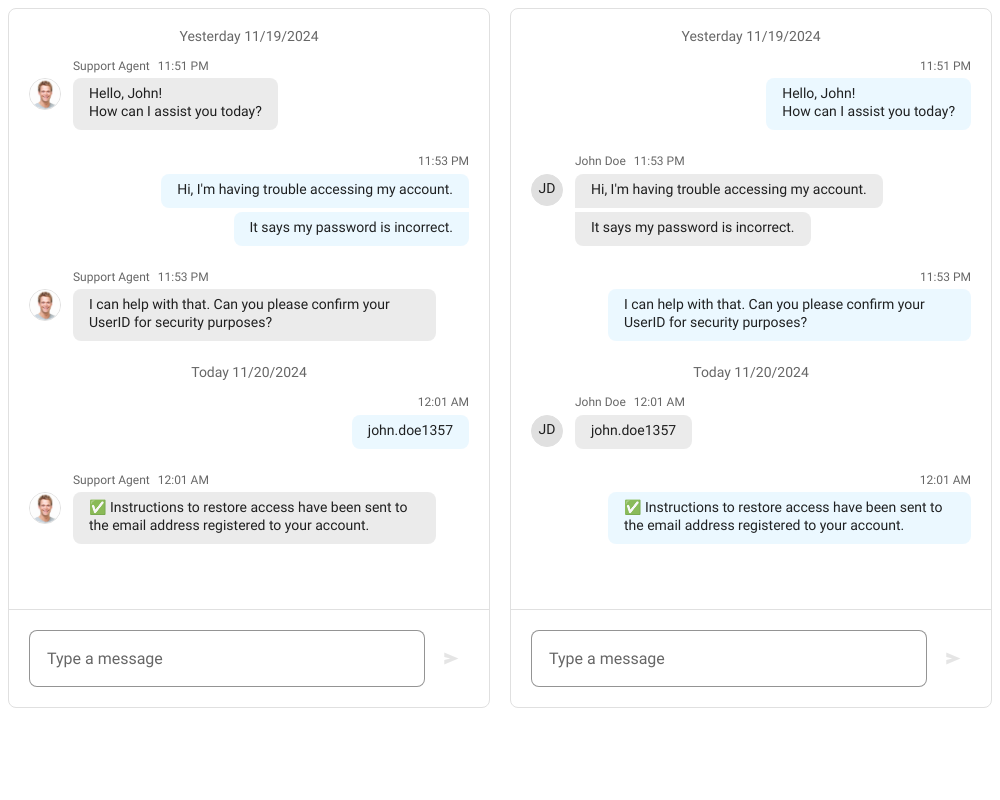 Yesterday 11/19/2024
Support Agent 11:51 PM
Hello, John!
How can I assist you today?
11:53 PM
Hi, I'm having trouble accessing my account.
It says my password is incorrect.
Support Agent 11:53 PM
I can help with that. Can you please confirm your
UserID for security purposes?
Today 11/20/2024
12:01 AM
john.doe1357
Support Agent 12:01 AM
✅ Instructions to restore access have been sent to
the email address registered to your account.
Type a message
Yesterday 11/19/2024
11:51 PM
Hello, John!
How can I assist you today?
John Doe 11:53 PM
JD
Hi, I'm having trouble accessing my account.
It says my password is incorrect.
11:53 PM
I can help with that. Can you please confirm your
UserID for security purposes?
Today 11/20/2024
John Doe 12:01 AM
JD
john.doe1357
12:01 AM
✅ Instructions to restore access have been sent to
the email address registered to your account.
Type a message